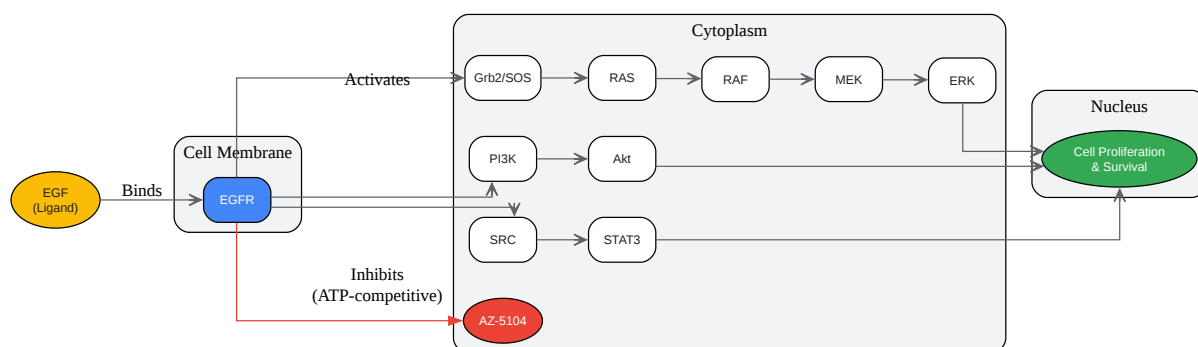 Cytoplasm
Activates
Grb2/SOS
RAS
RAF
MEK
ERK
Nucleus
Cell Membrane
PI3K
Akt
Cell Proliferation
& Survival
EGF
(Ligand)
Binds
EGFR
SRC
STAT3
Inhibits
(ATP-competitive)
AZ-5104